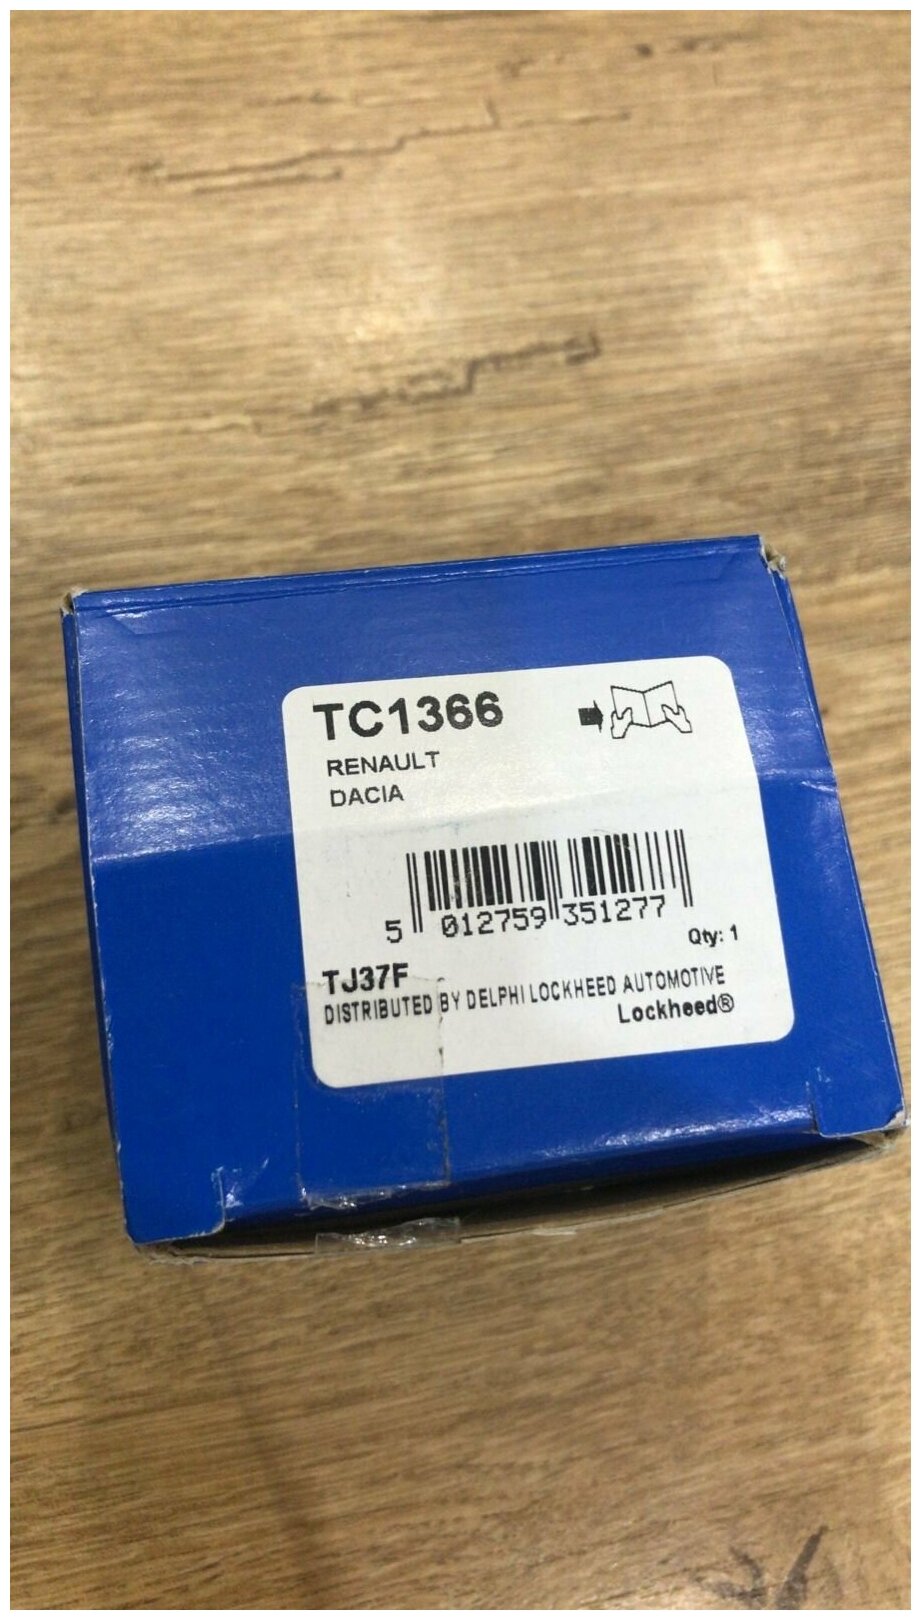 TC1366
RENAULT
DACIA
5 012759 351277
Qty: 1
TJ37F
DISTRIBUTED BY DELPHI LOCKHEED AUTOMOTIVE
Lockheed®